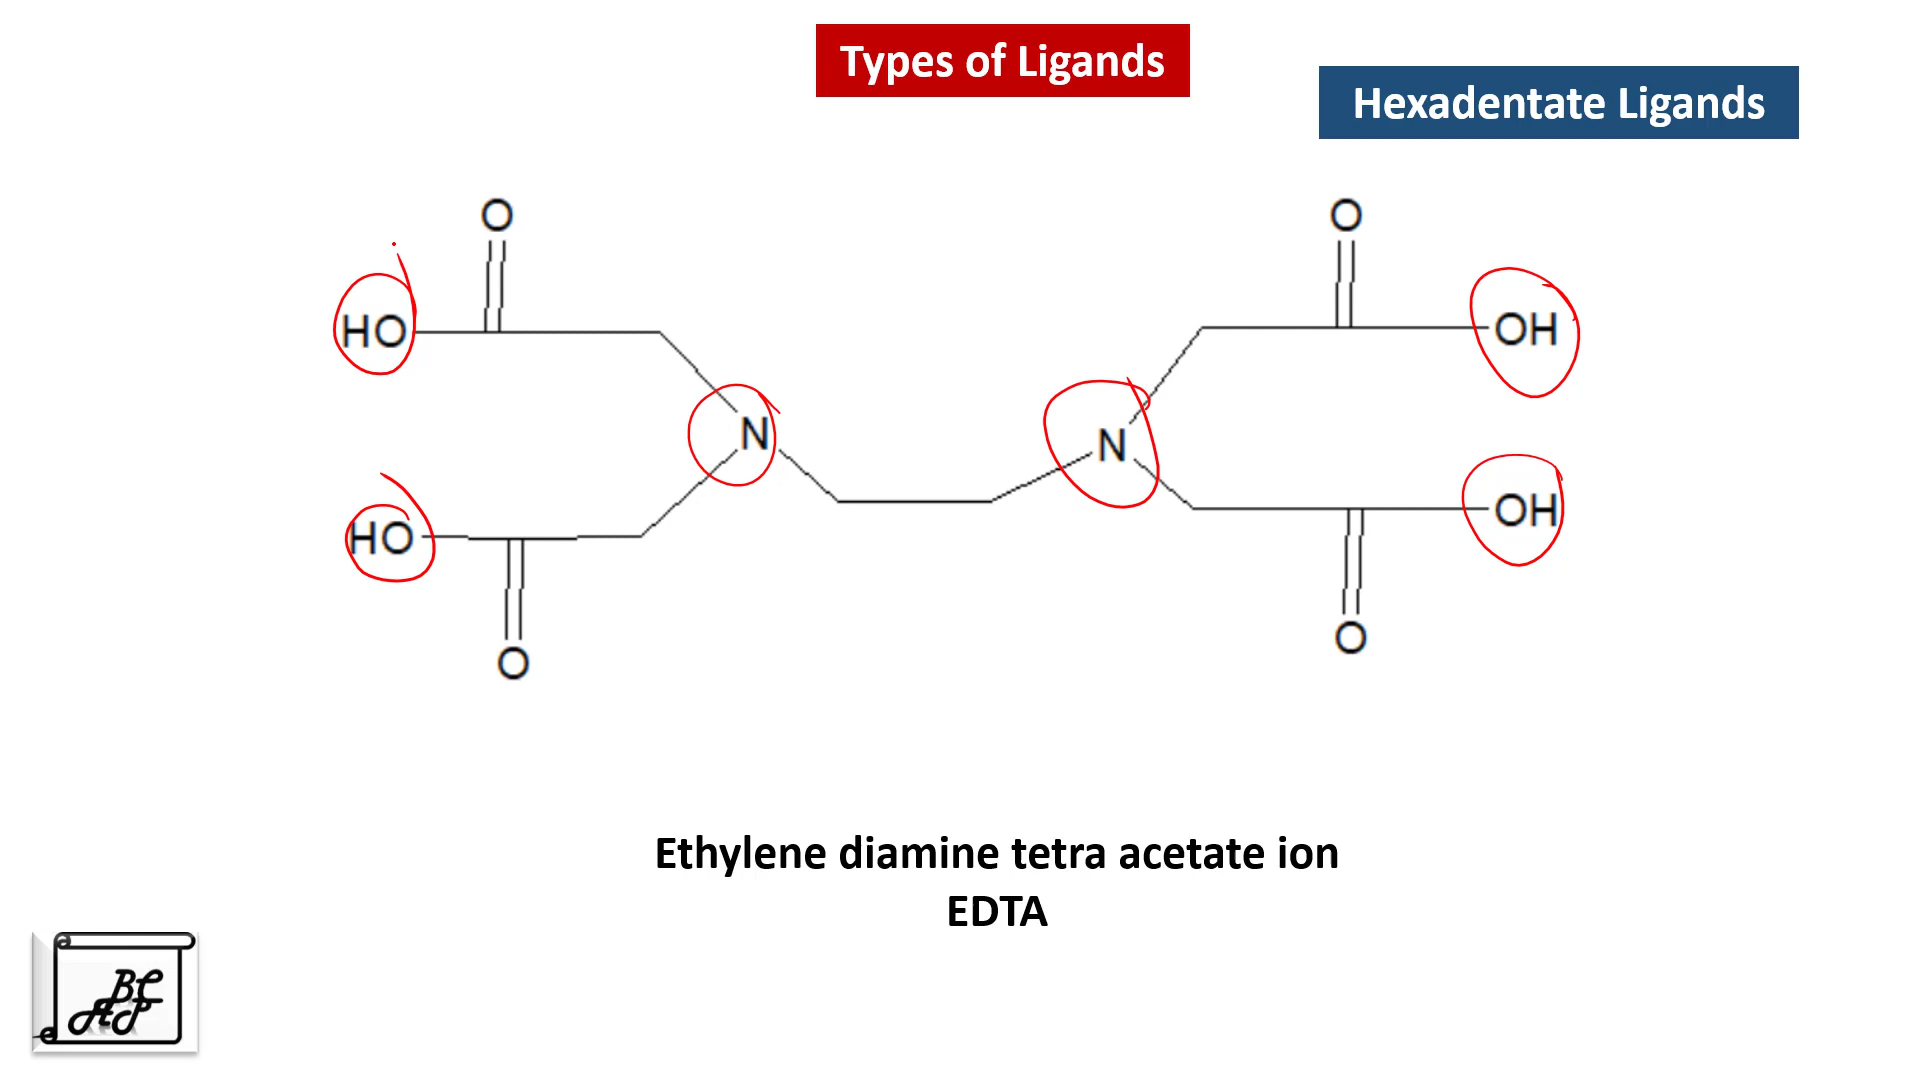 Types of Ligands
Hexadentate Ligands
O
O
HO
OH
N
N
HO
OH
O
O
Ethylene diamine tetra acetate ion
EDTA